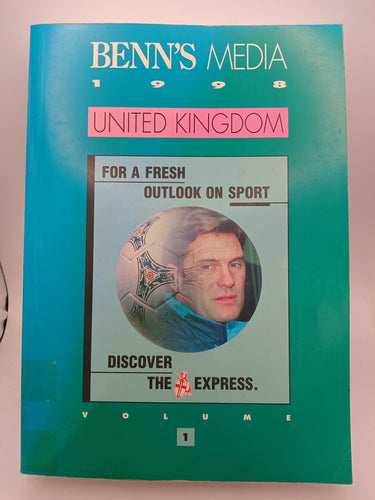 BENN'S MEDIA
1998
UNITED KINGDOM
FOR A FRESH
OUTLOOK ON SPORT
DISCOVER
THE EXPRESS.
VOLUME
1